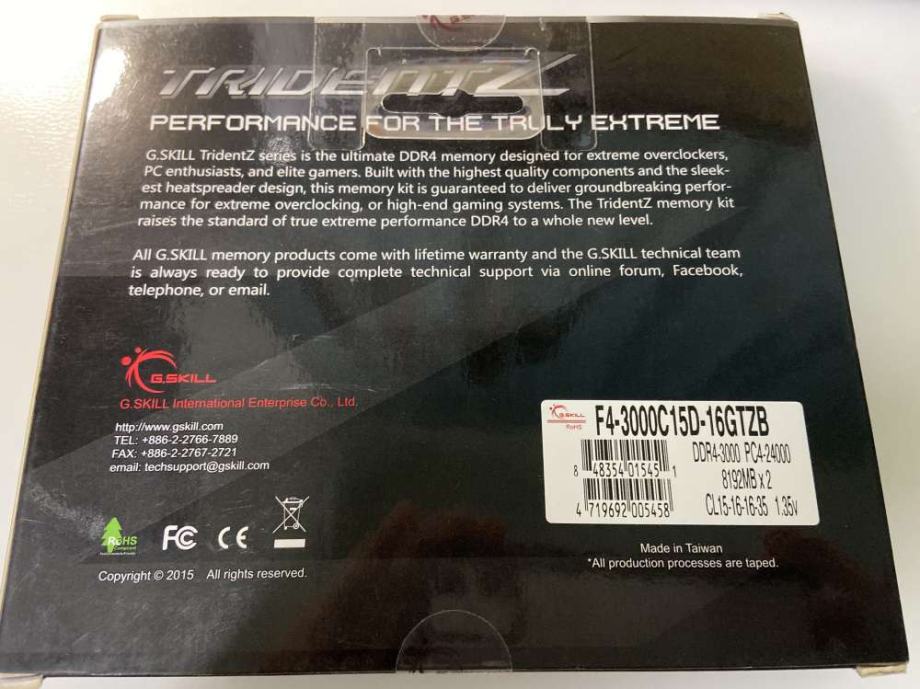 G.SKILL
TRIDENTZ
PERFORMANCE FOR THE TRULY EXTREME
G.SKILL TridentZ series is the ultimate DDR4 memory designed for extreme overclockers,
PC enthusiasts, and elite gamers. Built with the highest quality components and the sleek-
est heatspreader design, this memory kit is guaranteed to deliver groundbreaking perfor-
mance for extreme overclocking, or high-end gaming systems. The TridentZ memory kit
raises the standard of true extreme performance DDR4 to a whole new level.
All G.SKILL memory products come with lifetime warranty and the G.SKILL technical team
is always ready to provide complete technical support via online forum, Facebook,
telephone, or email.
G.SKILL
G.SKILL International Enterprise Co., Ltd.
http://www.gskill.com
TEL: +886-2-2766-7889
FAX: +886-2-2767-2721
email: techsupport@gskill.com
G.SKILL
RoHS
F4-3000C15D-16GTZB
DDR4-3000 PC4-24000
8192MB x 2
CL15-16-16-35 1.35v
8 48354 01545 1
4 719692 005458
RoHS
FC CE
Copyright © 2015 All rights reserved.
Made in Taiwan
*All production processes are taped.